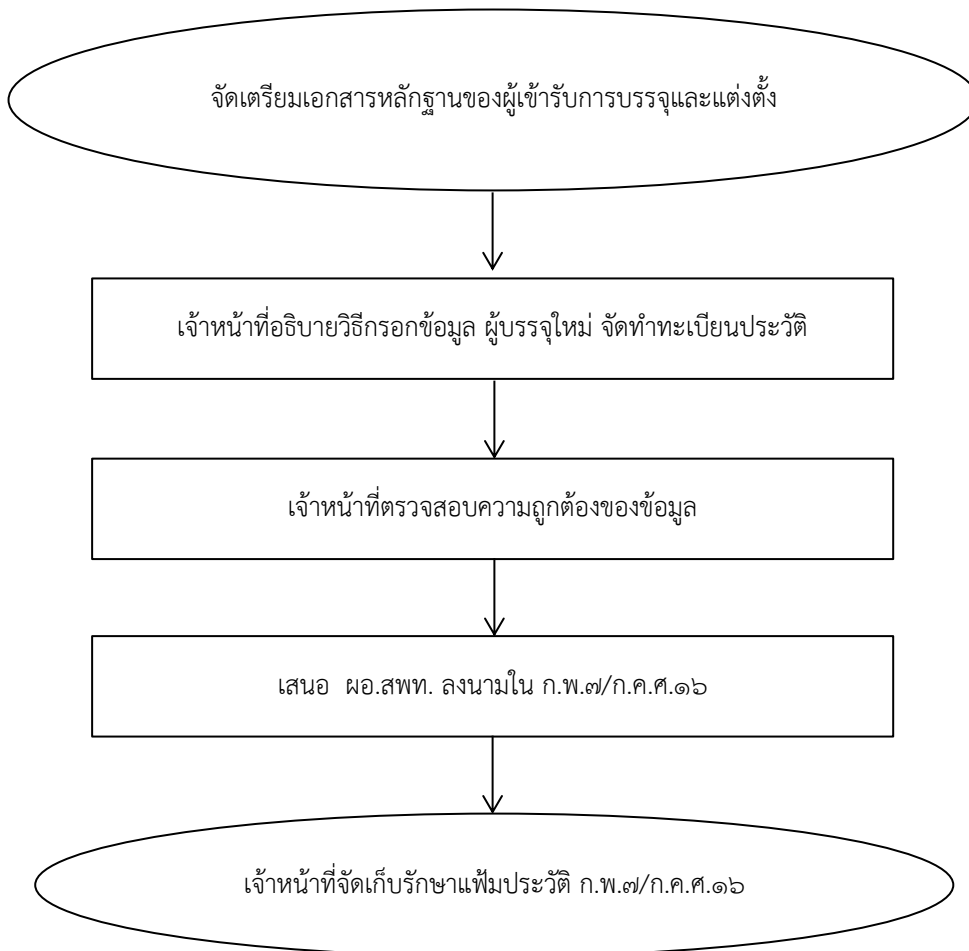 จัดเตรียมเอกสารหลักฐานของผู้เข้ารับการบรรจุและแต่งตั้ง
เจ้าหน้าที่อธิบายวิธีกรอกข้อมูล ผู้บรรจุใหม่ จัดทำทะเบียนประวัติ
เจ้าหน้าที่ตรวจสอบความถูกต้องของข้อมูล
เสนอ ผอ.สพท. ลงนามใน ก.พ.๗/ก.ค.ศ.๑๖
เจ้าหน้าที่จัดเก็บรักษาแฟ้มประวัติ ก.พ.๗/ก.ค.ศ.๑๖